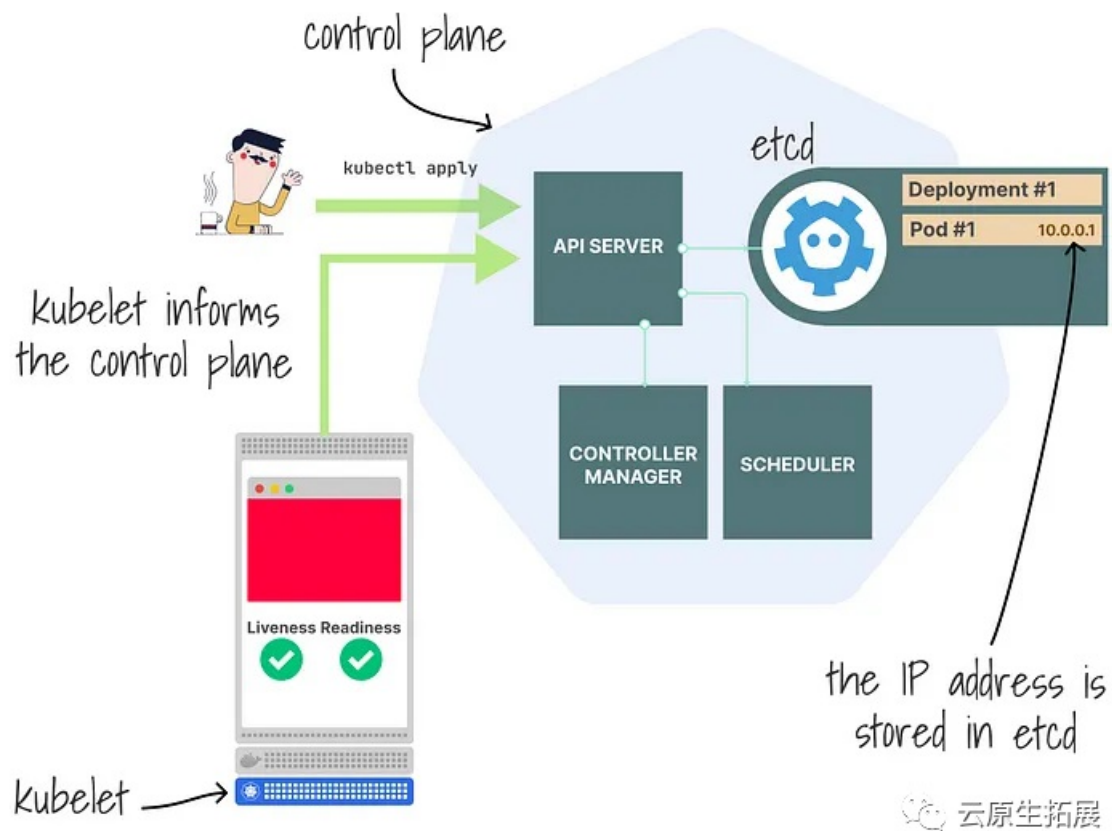 control plane
kubectl apply
etcd
Deployment #1
Pod #1 10.0.0.1
API SERVER
kubelet informs
the control plane
CONTROLLER
MANAGER
SCHEDULER
Liveness Readiness
the IP address is
stored in etcd
kubelet
云原生拓展